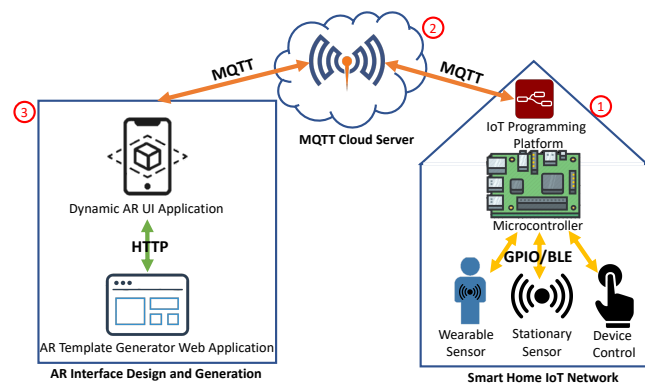 2
MQTT
MQTT
3
1
MQTT Cloud Server
IoT Programming
Platform
Dynamic AR UI Application
Microcontroller
HTTP
GPIO/BLE
Wearable
Sensor
Stationary
Sensor
Device
Control
AR Template Generator Web Application
AR Interface Design and Generation
Smart Home IoT Network